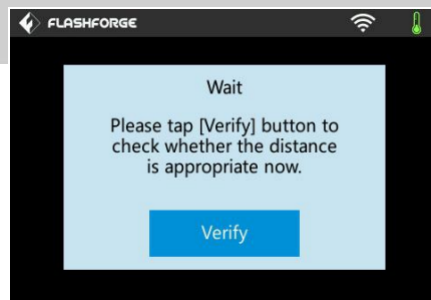 FLASHFORGE
Wait
Please tap [Verify] button to
check whether the distance
is appropriate now.
Verify